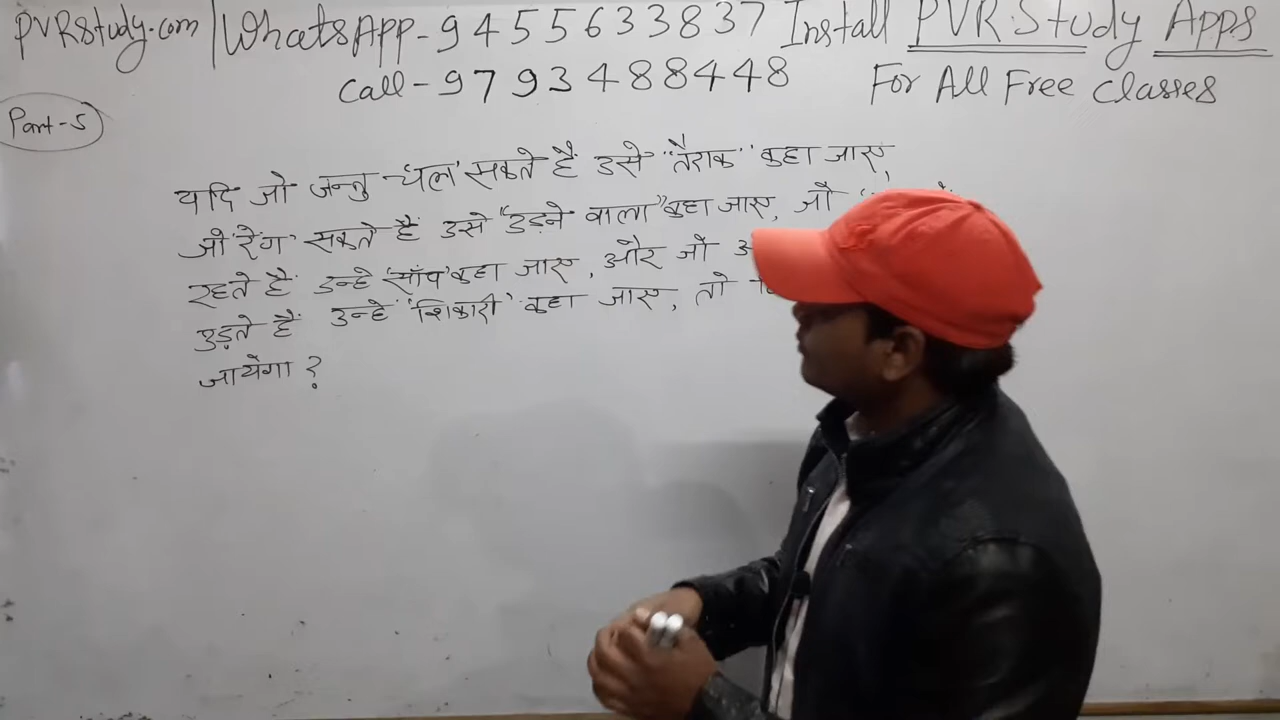 PVRStudy.com | WhatsApp - 9455633837 Install PVR Study Apps
Call - 9793488448 For All Free Classes
Part-5
यदि जो जन्तु 'चल' सकते हैं उसे "तैराक" कहा जाए,
जो 'रेंग' सकते हैं उसे "उड़ने वाला" कहा जाए, जो
रहते हैं उन्हे 'साँप' कहा जाए, और जो
उड़ते हैं उन्हे "शिकारी" कहा जाए, तो
जायेगा ?